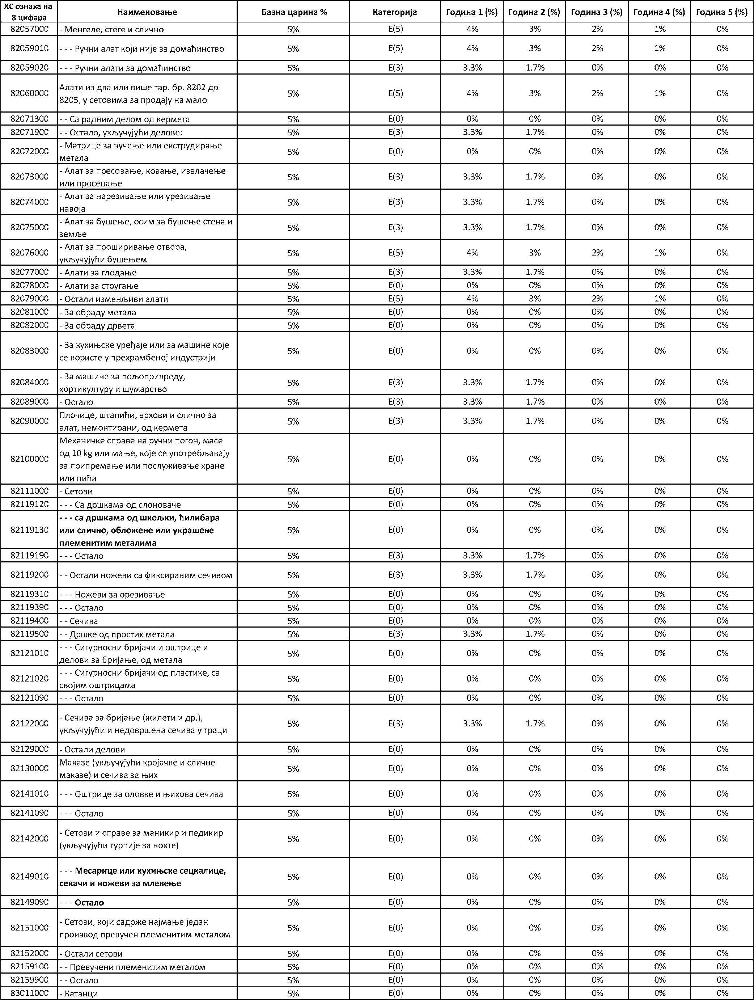 ХС ознака на 8 цифара Наименовање Базна царина % Категорија Година 1 (%) Година 2 (%) Година 3 (%) Година 4 (%) Година 5 (%)
82057000 - Менгеле, стеге и слично 5% Е(5) 4% 3% 2% 1% 0%
82059010 - - - Ручни алат који није за домаћинство 5% Е(5) 4% 3% 2% 1% 0%
82059020 - - - Ручни алати за домаћинство 5% Е(3) 3.3% 1.7% 0% 0% 0%
82060000 Алати из два или више тар. бр. 8202 до 8205, у сетовима за продају на мало 5% Е(5) 4% 3% 2% 1% 0%
82071300 - - Са радним делом од кермета 5% Е(0) 0% 0% 0% 0% 0%
82071900 - - Остало, укључујући делове: 5% Е(3) 3.3% 1.7% 0% 0% 0%
82072000 - Матрице за вучење или екструдирање метала 5% Е(0) 0% 0% 0% 0% 0%
82073000 - Алат за пресовање, ковање, извлачење или просецање 5% Е(3) 3.3% 1.7% 0% 0% 0%
82074000 - Алат за нарезивање или урезивање навоја 5% Е(3) 3.3% 1.7% 0% 0% 0%
82075000 - Алат за бушење, осим за бушење стена и земље 5% Е(3) 3.3% 1.7% 0% 0% 0%
82076000 - Алат за проширивање отвора, укључујући бушењем 5% Е(5) 4% 3% 2% 1% 0%
82077000 - Алати за глодање 5% Е(3) 3.3% 1.7% 0% 0% 0%
82078000 - Алати за стругање 5% Е(0) 0% 0% 0% 0% 0%
82079000 - Остали изменљиви алати 5% Е(5) 4% 3% 2% 1% 0%
82081000 - За обраду метала 5% Е(0) 0% 0% 0% 0% 0%
82082000 - За обраду дрвета 5% Е(0) 0% 0% 0% 0% 0%
82083000 - За кухињске уређаје или за машине које се користе у прехрамбеној индустрији 5% Е(0) 0% 0% 0% 0% 0%
82084000 - За машине за пољопривреду, хортикултуру и шумарство 5% Е(3) 3.3% 1.7% 0% 0% 0%
82089000 - Остало 5% Е(3) 3.3% 1.7% 0% 0% 0%
82090000 Плочице, штапићи, врхови и слично за алат, немонтирани, од кермета 5% Е(3) 3.3% 1.7% 0% 0% 0%
82100000 Механичке справе на ручни погон, масе од 10 kg или мање, које се употребљавају за припремање или послуживање хране или пића 5% Е(0) 0% 0% 0% 0% 0%
82111000 - Сетови 5% Е(0) 0% 0% 0% 0% 0%
82119120 - - - Са дршкама од слоноваче 5% Е(0) 0% 0% 0% 0% 0%
82119130 - - - са дршкама од шкољки, ћилибара или слично, обложене или украшене племенитим металима 5% Е(0) 0% 0% 0% 0% 0%
82119190 - - - Остало 5% Е(3) 3.3% 1.7% 0% 0% 0%
82119200 - - Остали ножеви са фиксираним сечивом 5% Е(3) 3.3% 1.7% 0% 0% 0%
82119310 - - - Ножеви за орезивање 5% Е(0) 0% 0% 0% 0% 0%
82119390 - - - Остало 5% Е(0) 0% 0% 0% 0% 0%
82119400 - - Сечива 5% Е(0) 0% 0% 0% 0% 0%
82119500 - - Дршке од простих метала 5% Е(3) 3.3% 1.7% 0% 0% 0%
82121010 - - - Сигурносни бријачи и оштрице и делови за бријање, од метала 5% Е(0) 0% 0% 0% 0% 0%
82121020 - - - Сигурносни бријачи од пластике, са својим оштрицама 5% Е(0) 0% 0% 0% 0% 0%
82121090 - - - Остало 5% Е(0) 0% 0% 0% 0% 0%
82122000 - Сечива за бријање (жилети и др.), укључујући и недовршена сечива у траци 5% Е(3) 3.3% 1.7% 0% 0% 0%
82129000 - Остали делови 5% Е(0) 0% 0% 0% 0% 0%
82130000 Маказе (укључујући кројачке и сличне маказе) и сечива за њих 5% Е(0) 0% 0% 0% 0% 0%
82141010 - - - Оштрице за оловке и њихова сечива 5% Е(0) 0% 0% 0% 0% 0%
82141090 - - - Остало 5% Е(0) 0% 0% 0% 0% 0%
82142000 - Сетови и справе за маникир и педикир (укључујући турпије за нокте) 5% Е(0) 0% 0% 0% 0% 0%
82149010 - - - Месарице или кухињске сецкалице, секачи и ножеви за млевење 5% Е(0) 0% 0% 0% 0% 0%
82149090 - - - Остало 5% Е(0) 0% 0% 0% 0% 0%
82151000 - Сетови, који садрже најмање један производ превучен племенитим металом 5% Е(0) 0% 0% 0% 0% 0%
82152000 - Остали сетови 5% Е(0) 0% 0% 0% 0% 0%
82159100 - - Превучени племенитим металом 5% Е(0) 0% 0% 0% 0% 0%
82159900 - - Остало 5% Е(0) 0% 0% 0% 0% 0%
83011000 - Катанци 5% Е(0) 0% 0% 0% 0% 0%